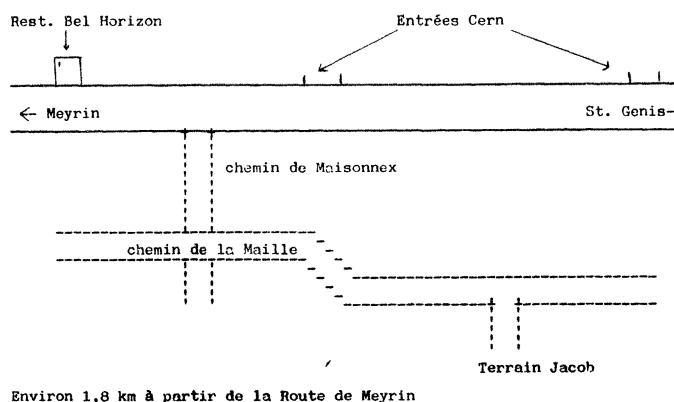 Rest. Bel Horizon
Entrées Cern
← Meyrin
St. Genis-
chemin de Maisonnex
chemin de la Maille
Terrain Jacob
Environ 1,8 km à partir de la Route de Meyrin